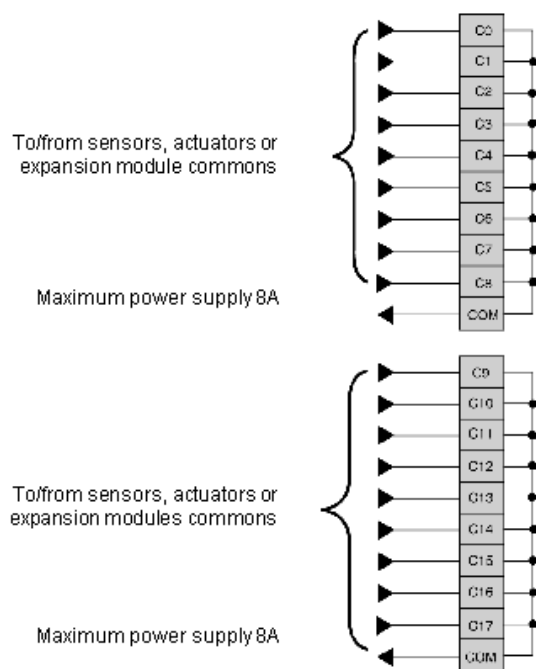 C0
C1
C2
C3
To/from sensors, actuators or
expansion module commons
C4
C5
C6
C7
Maximum power supply 8A
C8
COM
C9
C10
C11
C12
To/from sensors, actuators or
expansion modules commons
C13
C14
C15
C16
Maximum power supply 8A
C17
COM